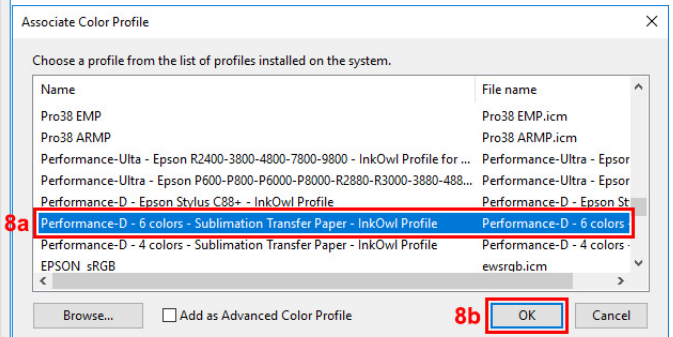 Associate Color Profile
Choose a profile from the list of profiles installed on the system.
Name File name
Pro38 EMP Pro38 EMP.icm
Pro38 ARMP Pro38 ARMP.icm
Performance-Ulta - Epson R2400-3800-4800-7800-9800 - InkOwl Profile for ... Performance-Ultra - Epsor
Performance-Ultra - Epson P600-P800-P6000-P8000-R2880-R3000-3880-488... Performance-Ultra - Epsor
Performance-D - Epson Stylus C88+ - InkOwl Profile Performance-D - Epson St
8a Performance-D - 6 colors - Sublimation Transfer Paper - InkOwl Profile Performance-D - 6 colors -
Performance-D - 4 colors - Sublimation Transfer Paper - InkOwl Profile Performance-D - 4 colors -
EPSON sRGB ewsrgb.icm
Browse... Add as Advanced Color Profile 8b OK Cancel